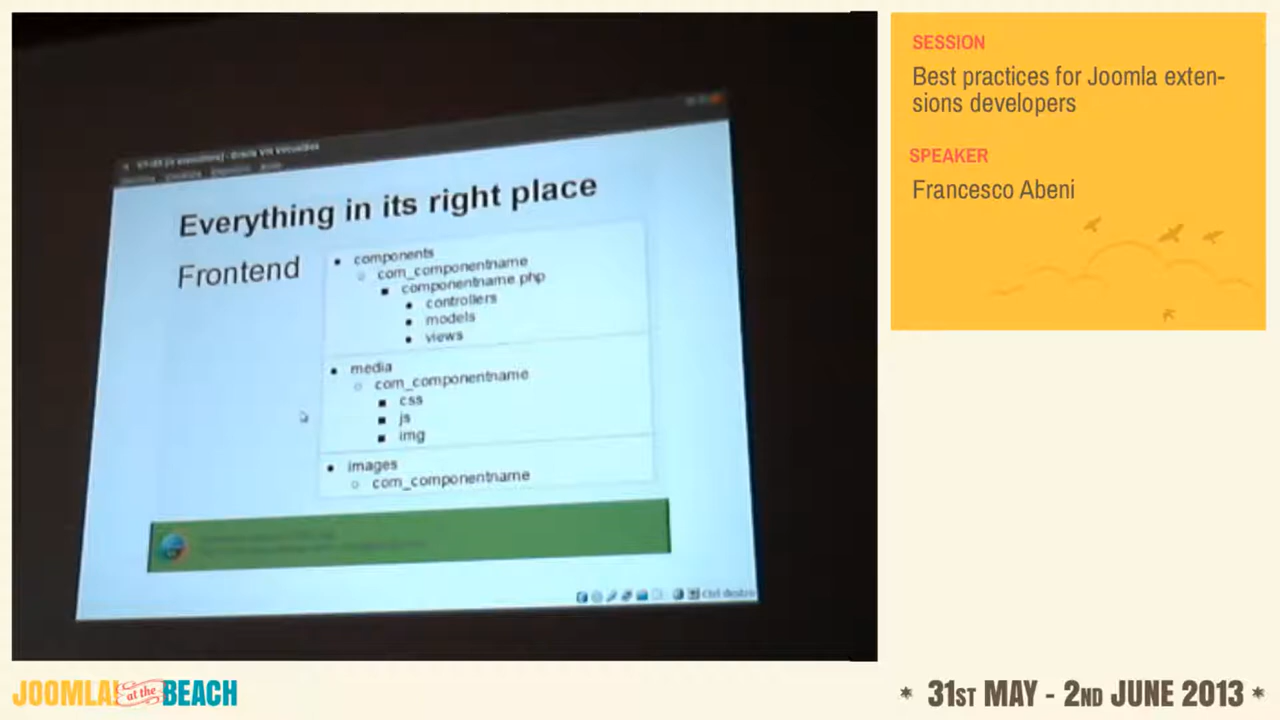 Everything in its right place
Frontend
components
com_componentname
componentname.php
controllers
models
views
media
com_componentname
css
js
img
images
com_componentname
Ctrl destro
SESSION
Best practices for Joomla exten-
sions developers
SPEAKER
Francesco Abeni
JOOMLA! at the BEACH
* 31ST MAY - 2ND JUNE 2013 *